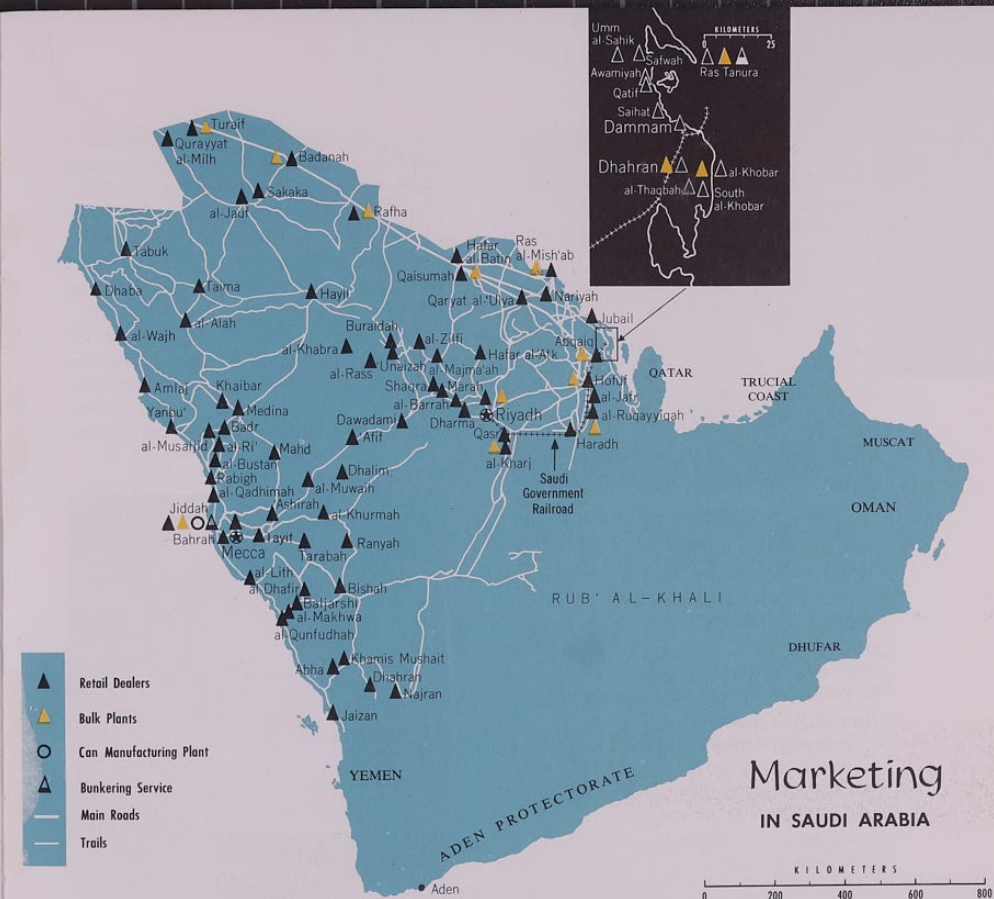 Umm
al-Sahik
Safwah
Awamiyah
Qatif
Saihat
Dammam
Dhahran
al-Thaqbah
al-Khobar
South
al-Khobar
KILOMETERS
0 25
Ras Tanura
Turaif
Qurayyat
al-Milh
Badanah
Sakaka
al-Jauf
Rafha
Tabuk
Hafar
al-Batin
Ras
al-Mish'ab
Qaisumah
Dhaba
Taima
Hayil
Qaryat al-'Ulya
Nariyah
Jubail
al-Wajh
al-Alah
Buraidah
al-Zilfi
al-Khabra
'Unaizah
al-Majma'ah
Hafar al-'Atk
Abqaiq
al-Rass
QATAR
TRUCIAL
COAST
Amlaj
Khaibar
Shaqra
Marah
Hofuf
al-Jafr
Yanbu'
Medina
al-Barrah
Riyadh
al-Ruqayyiqah
Badr
Dawadami
Dharma
al-Musaijid
al-Ri'
'Afif
Qasr
Haradh
MUSCAT
al-Bustan
Mahd
al-Kharj
Rabigh
Dhalim
Saudi
Government
Railroad
al-Qadhimah
al-Muwaih
OMAN
Jiddah
Ashirah
al-Khurmah
Bahrah
Mecca
Tayif
Tarabah
Ranyah
al-Lith
al Dhafir
Bishah
RUB' AL-KHALI
Baljarshi
al-Makhwa
al-Qunfudhah
DHUFAR
Abha
Khamis Mushait
Dhahran
Najran
Jaizan
Retail Dealers
Bulk Plants
Can Manufacturing Plant
Bunkering Service
Main Roads
Trails
YEMEN
ADEN PROTECTORATE
Aden
Marketing
IN SAUDI ARABIA
KILOMETERS
0 200 400 600 800